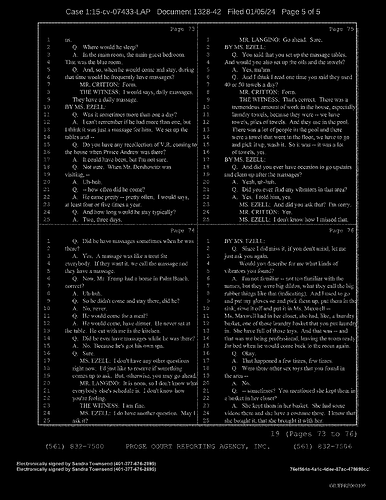 Case 1:15-cv-07433-LAP Document 1328-42 Filed 01/05/24 Page 5 of 5
Page 73
1 us.
2 Q. Where would he sleep?
3 A. In the main room, the main guest bedroom.
4 That was the blue room.
5 Q. And, so, when he would come and stay, during
6 that time would he frequently have massages?
7 MR. CRITTON: Form.
8 THE WITNESS: I would say, daily massages.
9 They have a daily massage.
10 BY MS. EZELL:
11 Q. Was it sometimes more than one a day?
12 A. I can't remember if he had more than one, but
13 I think it was just a massage for him. We set up the
14 tables and --
15 Q. Do you have any recollection of V.R. coming to
16 the house when Prince Andrew was there?
17 A. It could have been, but I'm not sure.
18 Q. Not sure. When Mr. Dershowitz was
19 visiting, --
20 A. Uh-huh.
21 Q. -- how often did he come?
22 A. He came pretty -- pretty often. I would say,
23 at least four or five times a year.
24 Q. And how long would he stay typically?
25 A. Two, three days.
Page 74
1 Q. Did he have massages sometimes when he was
2 there?
3 A. Yes. A massage was like a treat for
4 everybody. If they want it, we call the massage and
5 they have a massage.
6 Q. Now, Mr. Trump had a home in Palm Beach,
7 correct?
8 A. Uh-huh.
9 Q. So he didn't come and stay there, did he?
10 A. No, never.
11 Q. He would come for a meal?
12 A. He would come, have dinner. He never sat at
13 the table. He eat with me in the kitchen.
14 Q. Did he ever have massages while he was there?
15 A. No. Because he's got his own spa.
16 Q. Sure.
17 MS. EZELL: I don't have any other questions
18 right now. I'd just like to reserve if something
19 comes up to ask. But, otherwise, you may go ahead.
20 MR. LANGINO: It is noon, so I don't know what
21 everybody else's schedule is. I don't know how
22 you're feeling.
23 THE WITNESS: I am fine.
24 MS. EZELL: I do have another question. May I
25 ask it?
Page 75
1 MR. LANGINO: Go ahead. Sure.
2 BY MS. EZELL:
3 Q. You said that you set up the massage tables.
4 And would you also set up the oils and the towels?
5 A. Yes, ma'am.
6 Q. And I think I read one time you said they used
7 40 or 50 towels a day?
8 MR. CRITTON: Form.
9 THE WITNESS: That's correct. There was a
10 tremendous amount of work in the house, especially
11 laundry towels, because they were -- we have
12 towels, piles of towels. And they use in the pool.
13 There was a lot of people in the pool and then
14 were a towel that were in the floor, we have to go
15 and pick it up, wash it. So it was -- it was a lot
16 of towels, yes.
17 BY MS. EZELL:
18 Q. And did you ever have occasion to go upstairs
19 and clean up after the massages?
20 A. Yeah, uh-huh.
21 Q. Did you ever find any vibrators in that area?
22 A. Yes. I told him, yes.
23 MS. EZELL: And did you ask that? I'm sorry.
24 MR. CRITTON: Yes.
25 MS. EZELL: I don't know how I missed that.
Page 76
1 BY MS. EZELL:
2 Q. Since I did miss it, if you don't mind, let me
3 just ask you again.
4 Would you describe for me what kinds of
5 vibrators you found?
6 A. I'm not familiar -- not too familiar with the
7 names, but they were big dildos, what they call the big
8 rubber things like that (indicating). And I used to go
9 and put my gloves on and pick them up, put them in the
10 sink, rinse it off and put it in Ms. Maxwell --
11 Ms. Maxwell had in her closet, she had, like, a laundry
12 basket, one of those laundry basket that you put laundry
13 in. She have full of those toys. And that was -- and
14 that was me being professional, leaving the room ready
15 for bed when he would come back to the room again.
16 Q. Okay.
17 A. That happened a few times, few times.
18 Q. Were there other sex toys that you found in
19 the area --
20 A. No.
21 Q. -- sometimes? You mentioned she kept them in
22 a basket in her closet?
23 A. She kept them in her basket. She had some
24 videos there and she have a costume there. I know that
25 she bought it, that she brought it with her.
19 (Pages 73 to 76)
(561) 832-7500 PROSE COURT REPORTING AGENCY, INC. (561) 832-7506
Electronically signed by Sandra Townsend (401-377-676-2895)
Electronically signed by Sandra Townsend (401-377-676-2895)